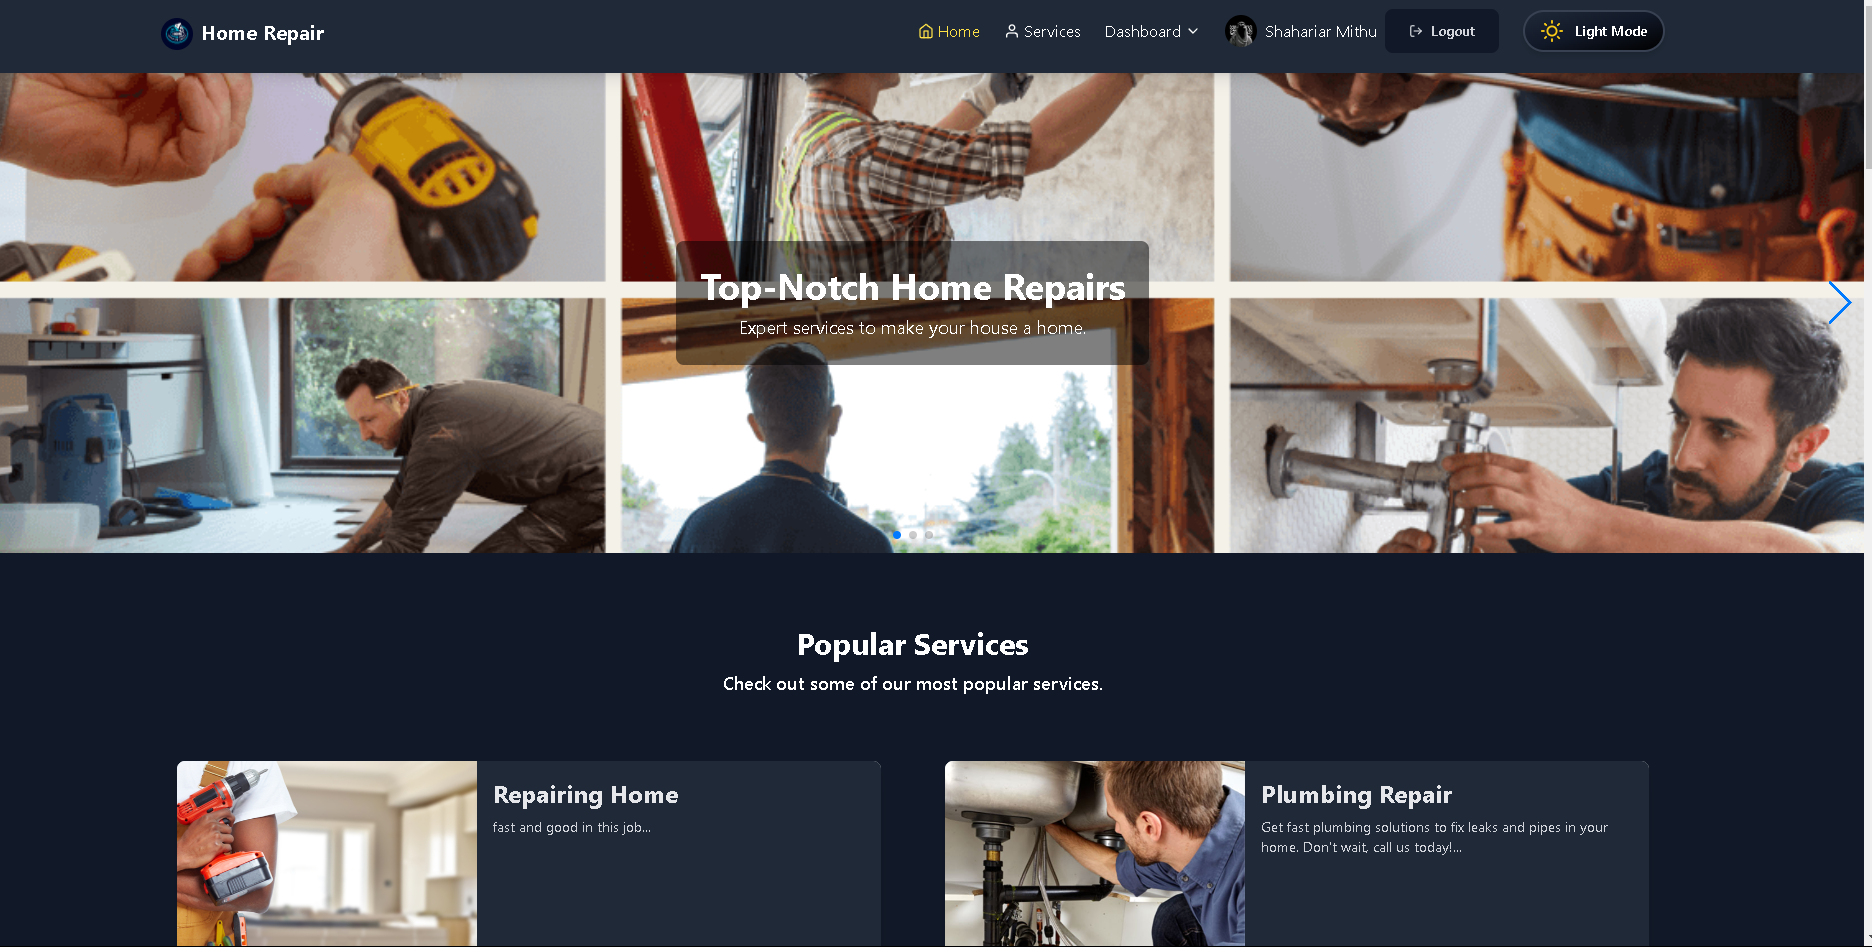 Home Repair
Home
Services
Dashboard
Shahariar Mithu
Logout
Light Mode
Top-Notch Home Repairs
Expert services to make your house a home.
Popular Services
Check out some of our most popular services.
Repairing Home
fast and good in this job...
Plumbing Repair
Get fast plumbing solutions to fix leaks and pipes in your
home. Don't wait, call us today!...